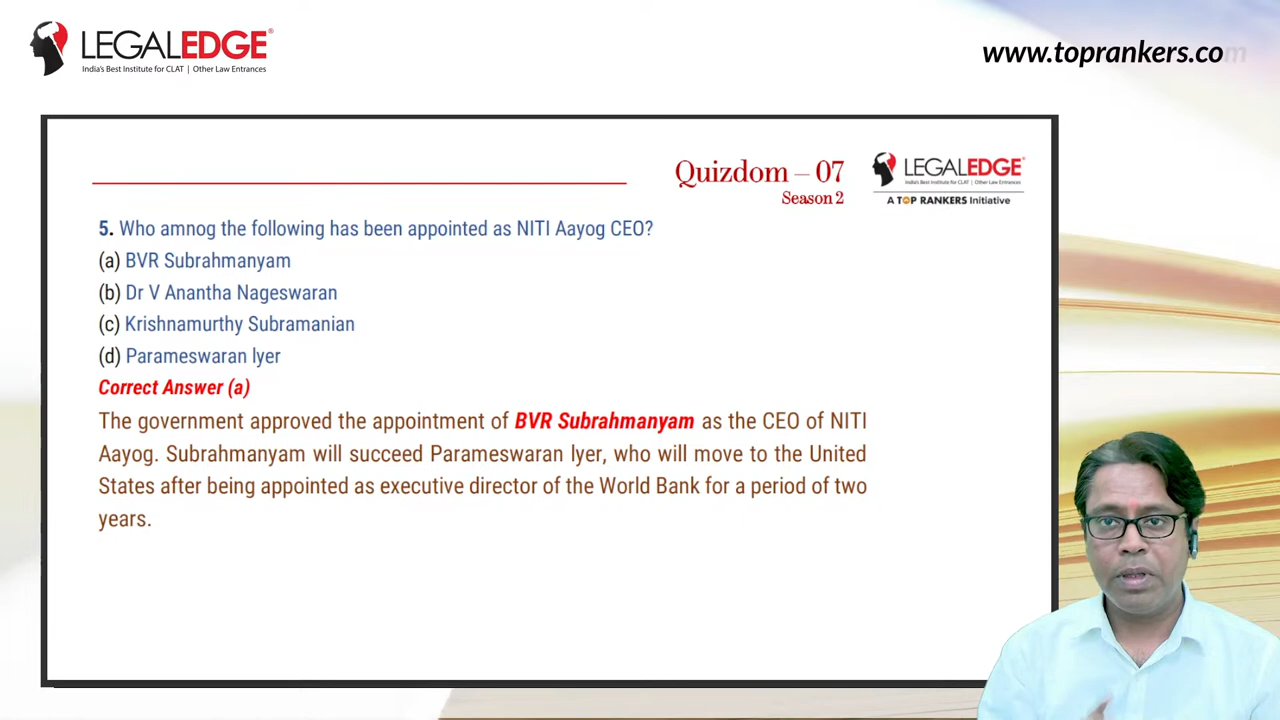 LEGALEDGE®
India's Best Institute for CLAT | Other Law Entrances
www.toprankers.com
Quizdom – 07
Season 2
LEGALEDGE®
India's Best Institute for CLAT | Other Law Entrances
A TOP RANKERS Initiative
5. Who amnog the following has been appointed as NITI Aayog CEO?
(a) BVR Subrahmanyam
(b) Dr V Anantha Nageswaran
(c) Krishnamurthy Subramanian
(d) Parameswaran Iyer
Correct Answer (a)
The government approved the appointment of BVR Subrahmanyam as the CEO of NITI
Aayog. Subrahmanyam will succeed Parameswaran Iyer, who will move to the United
States after being appointed as executive director of the World Bank for a period of two
years.